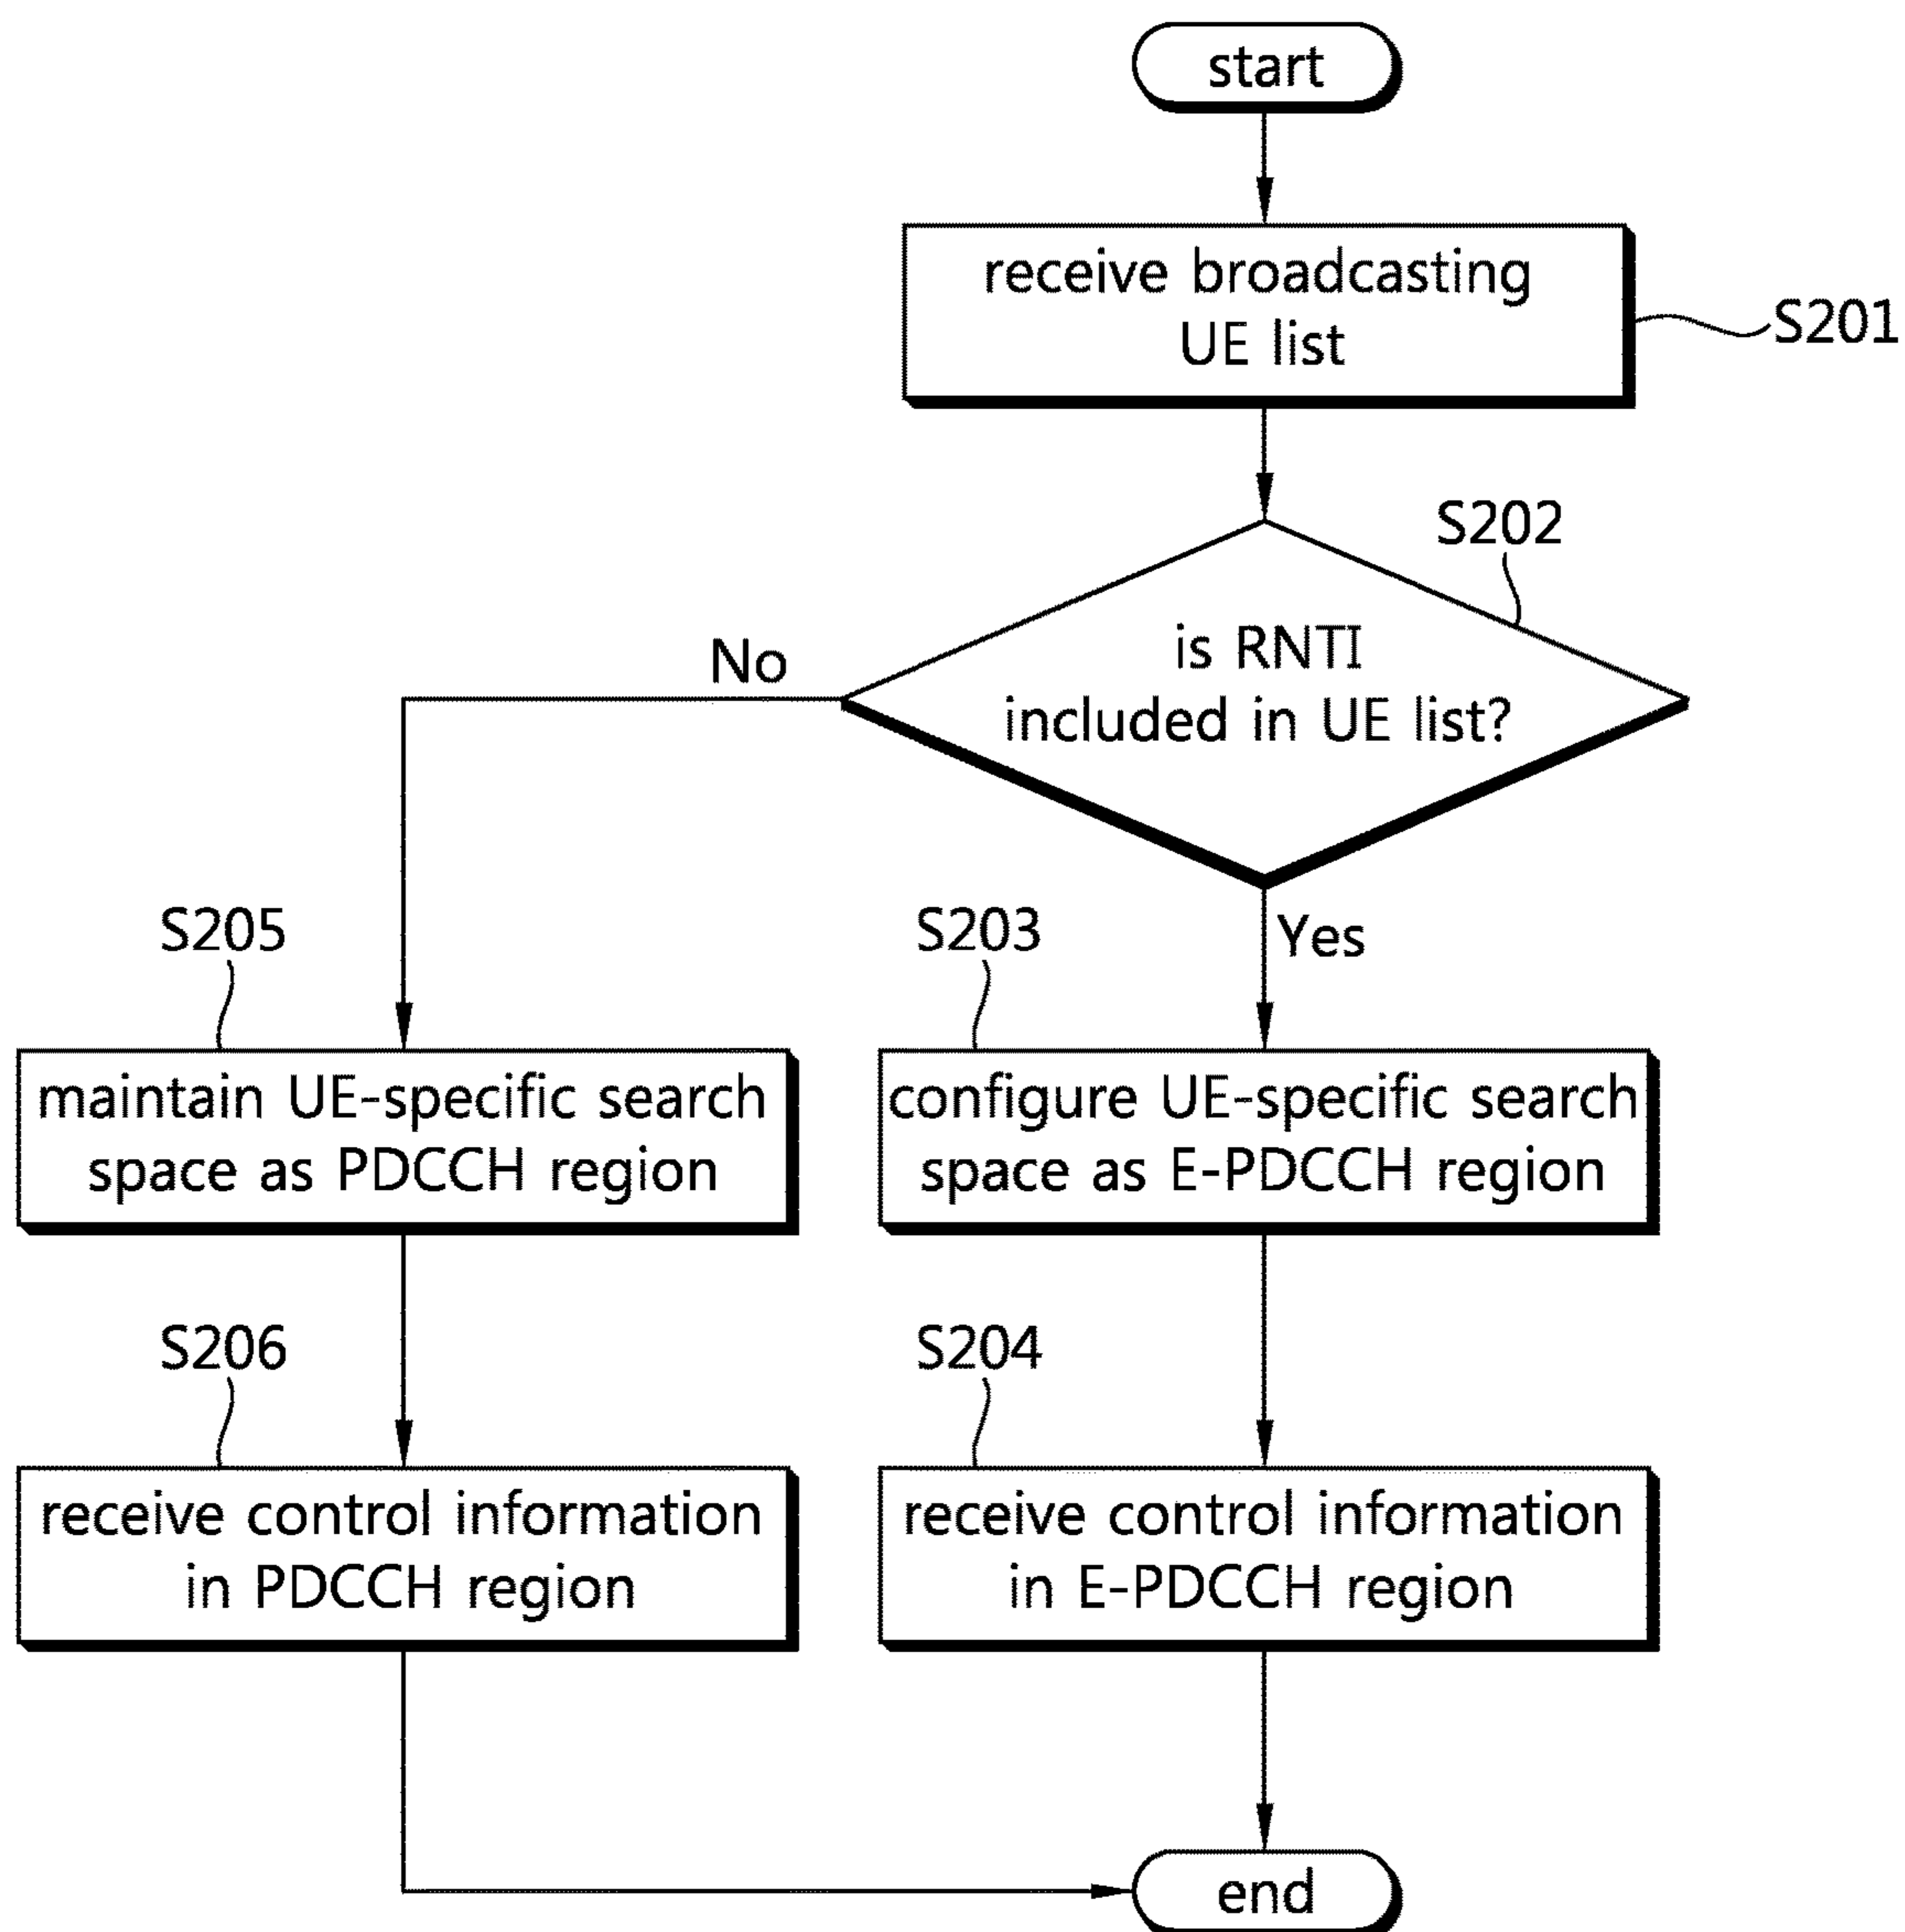 start
receive broadcasting
UE list
S201
S202
is RNTI
included in UE list?
No
Yes
S205
S203
maintain UE-specific search
space as PDCCH region
configure UE-specific search
space as E-PDCCH region
S206
S204
receive control information
in PDCCH region
receive control information
in E-PDCCH region
end